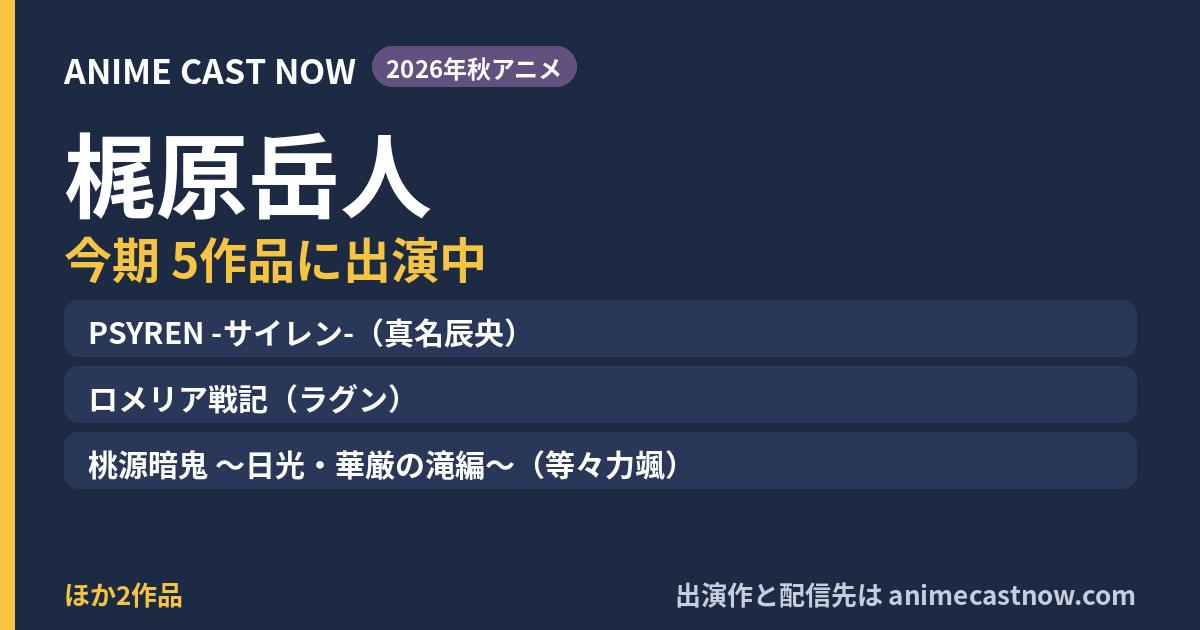 ANIME CAST NOW 2026年秋アニメ
梶原岳人
今期 5作品に出演中
PSYREN -サイレン-（真名辰央）
ロメリア戦記（ラグン）
桃源暗鬼 〜日光・華厳の滝編〜（等々力颯）
ほか2作品 出演作と配信先は animecastnow.com